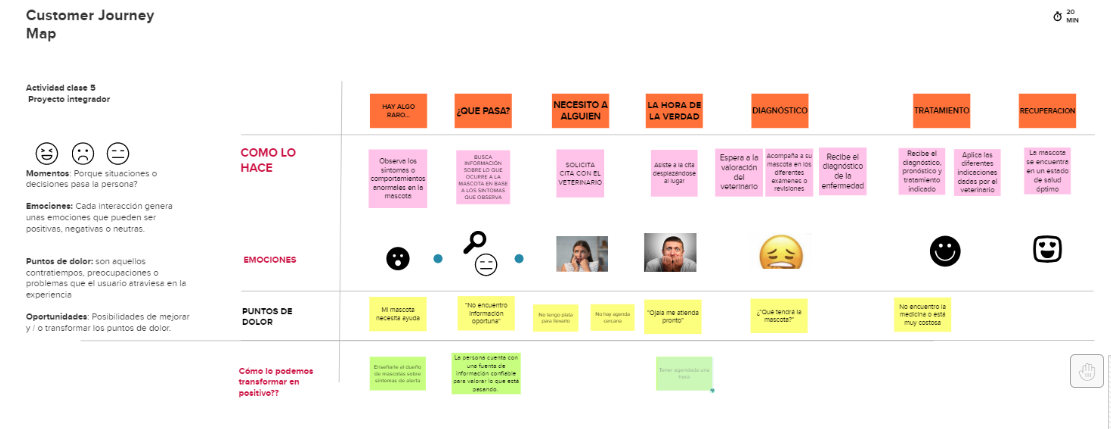 Customer Journey
Map
20
MIN
Actividad clase 5
Proyecto integrador
Momentos: Porque situaciones o
decisiones pasa la persona?
Emociones: Cada interacción genera
unas emociones que pueden ser
positivas, negativas o neutras.
Puntos de dolor: son aquellos
contratiempos, preocupaciones o
problemas que el usuario atraviesa en la
experiencia
Oportunidades: Posibilidades de mejorar
y / o transformar los puntos de dolor.
HAY ALGO
RARO...
¿QUE PASA?
NECESITO A
ALGUIEN
LA HORA DE
LA VERDAD
DIAGNÓSTICO
TRATAMIENTO
RECUPERACION
COMO LO
HACE
Observa los
síntomas o
comportamientos
anormales en la
mascota
BUSCA
INFORMACIÓN
SOBRE LO QUE
OCURRE A LA
MASCOTA EN BASE
A LOS SINTOMAS
QUE OBSERVA
SOLICITA
CITA CON EL
VETERINARIO
Asiste a la cita
desplazándose
al lugar
Espera a la
valoración
del
veterinario
Acompaña a su
mascota en los
diferentes
exámenes o
revisiones
Recibe el
diagnóstico
de la
enfermedad
Recibe el
diagnóstico,
pronóstico y
tratamiento
indicado
Aplica las
diferentes
indicaciones
dadas por el
veterinario
La mascota
se encuentra
en un estado
de salud
óptimo
EMOCIONES
PUNTOS DE
DOLOR
Mi mascota
necesita ayuda
"No encuentro
información
oportuna"
No tengo plata
para llevarlo
No hay agenda
cercana
"Ojala me atienda
pronto"
¿"Qué tendrá la
mascota?"
No encuentro la
medicina o está
muy costosa
Cómo lo podemos
transformar en
positivo??
Enseñarle al dueño
de mascotas sobre
síntomas de alerta
La persona cuenta con
una fuente de
información confiable
para valorar lo que está
pasando.
Tener agendada una
hora